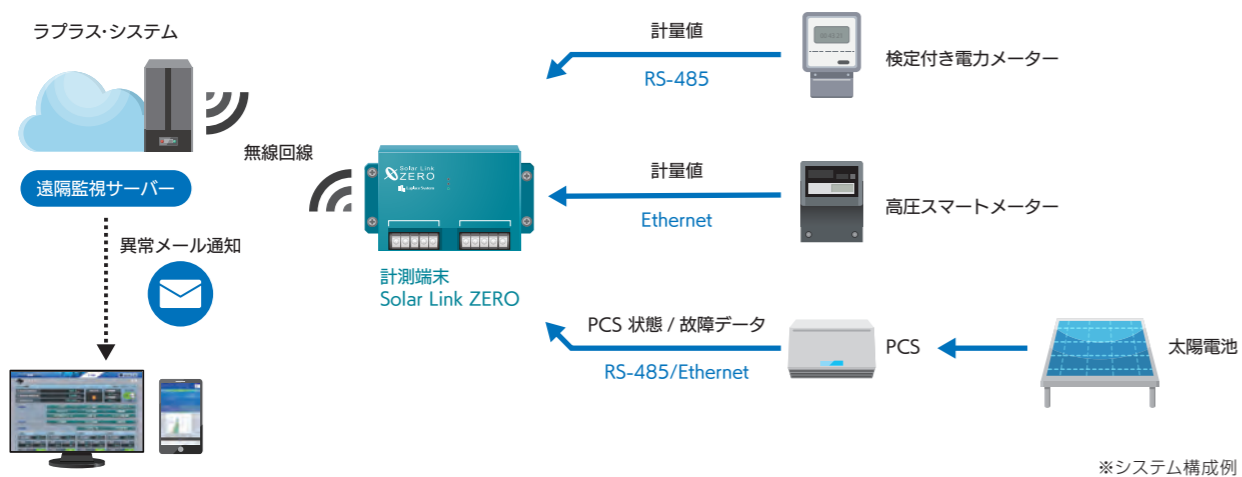 ラプラス・システム
遠隔監視サーバー
異常メール通知
無線回線
Solar Link
ZERO
計測端末
Solar Link ZERO
計量値
RS-485
検定付き電力メーター
計量値
Ethernet
高圧スマートメーター
PCS 状態 / 故障データ
RS-485/Ethernet
PCS
太陽電池
※システム構成例